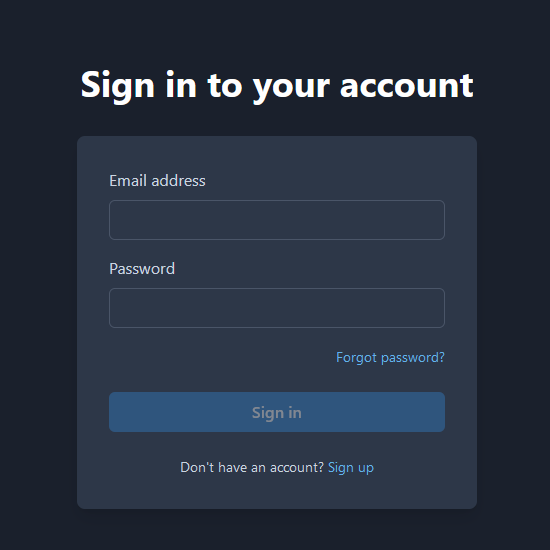 Sign in to your account
Email address
Password
Forgot password?
Sign in
Don't have an account? Sign up